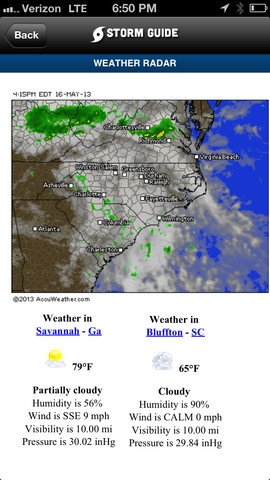 Verizon LTE 6:50 PM
Back STORM GUIDE
WEATHER RADAR
4:15PM EDT 16-MAY-13
Charlottesville
Richmond
Virginia Beach
Winston Salem
Greensboro
Durham
Raleigh
Asheville
Charlotte
Fayetteville
Columbia
Wilmington
Atlanta
Charleston
©2013 AccuWeather.com
Weather in
Savannah - Ga
79°F
Partially cloudy
Humidity is 56%
Wind is SSE 9 mph
Visibility is 10.00 mi
Pressure is 30.02 inHg
Weather in
Bluffton - SC
65°F
Cloudy
Humidity is 90%
Wind is CALM 0 mph
Visibility is 10.00 mi
Pressure is 29.84 inHg